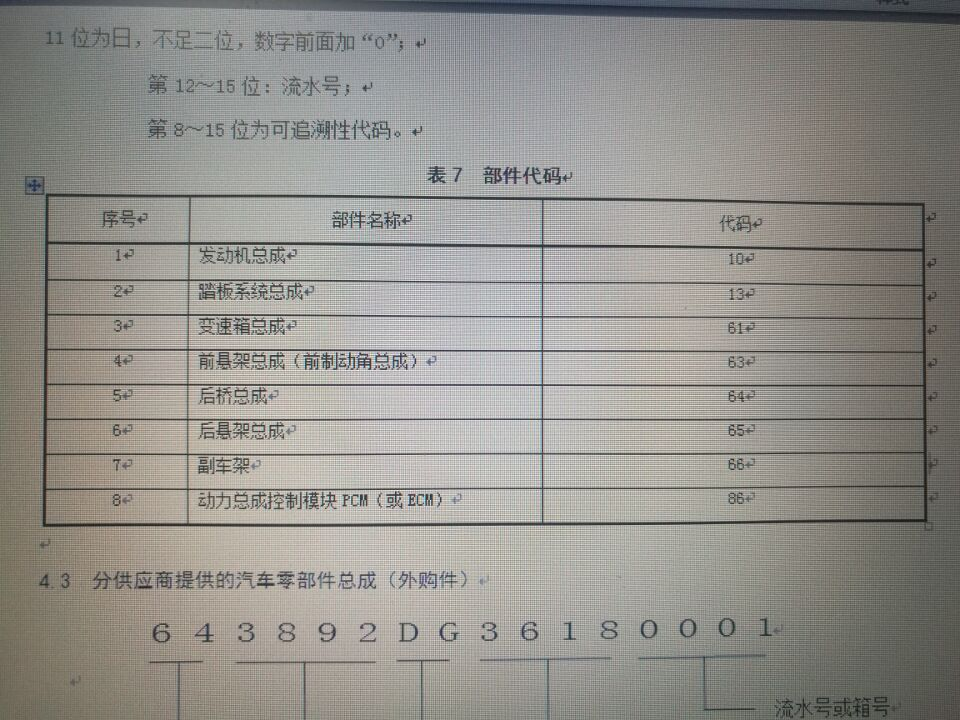 11 位为日，不足二位，数字前面加“0”；
第 12～15 位：流水号；
第 8～15 位为可追溯性代码。
表 7 部件代码
序号 部件名称 代码
1 发动机总成 10
2 踏板系统总成 13
3 变速箱总成 61
4 前悬架总成（前制动角总成） 63
5 后桥总成 64
6 后悬架总成 65
7 副车架 66
8 动力总成控制模块 PCM（或 ECM） 86
4.3 分供应商提供的汽车零部件总成（外购件）
6 4 3 8 9 2 D G 3 6 1 8 0 0 0 1
流水号或箱号